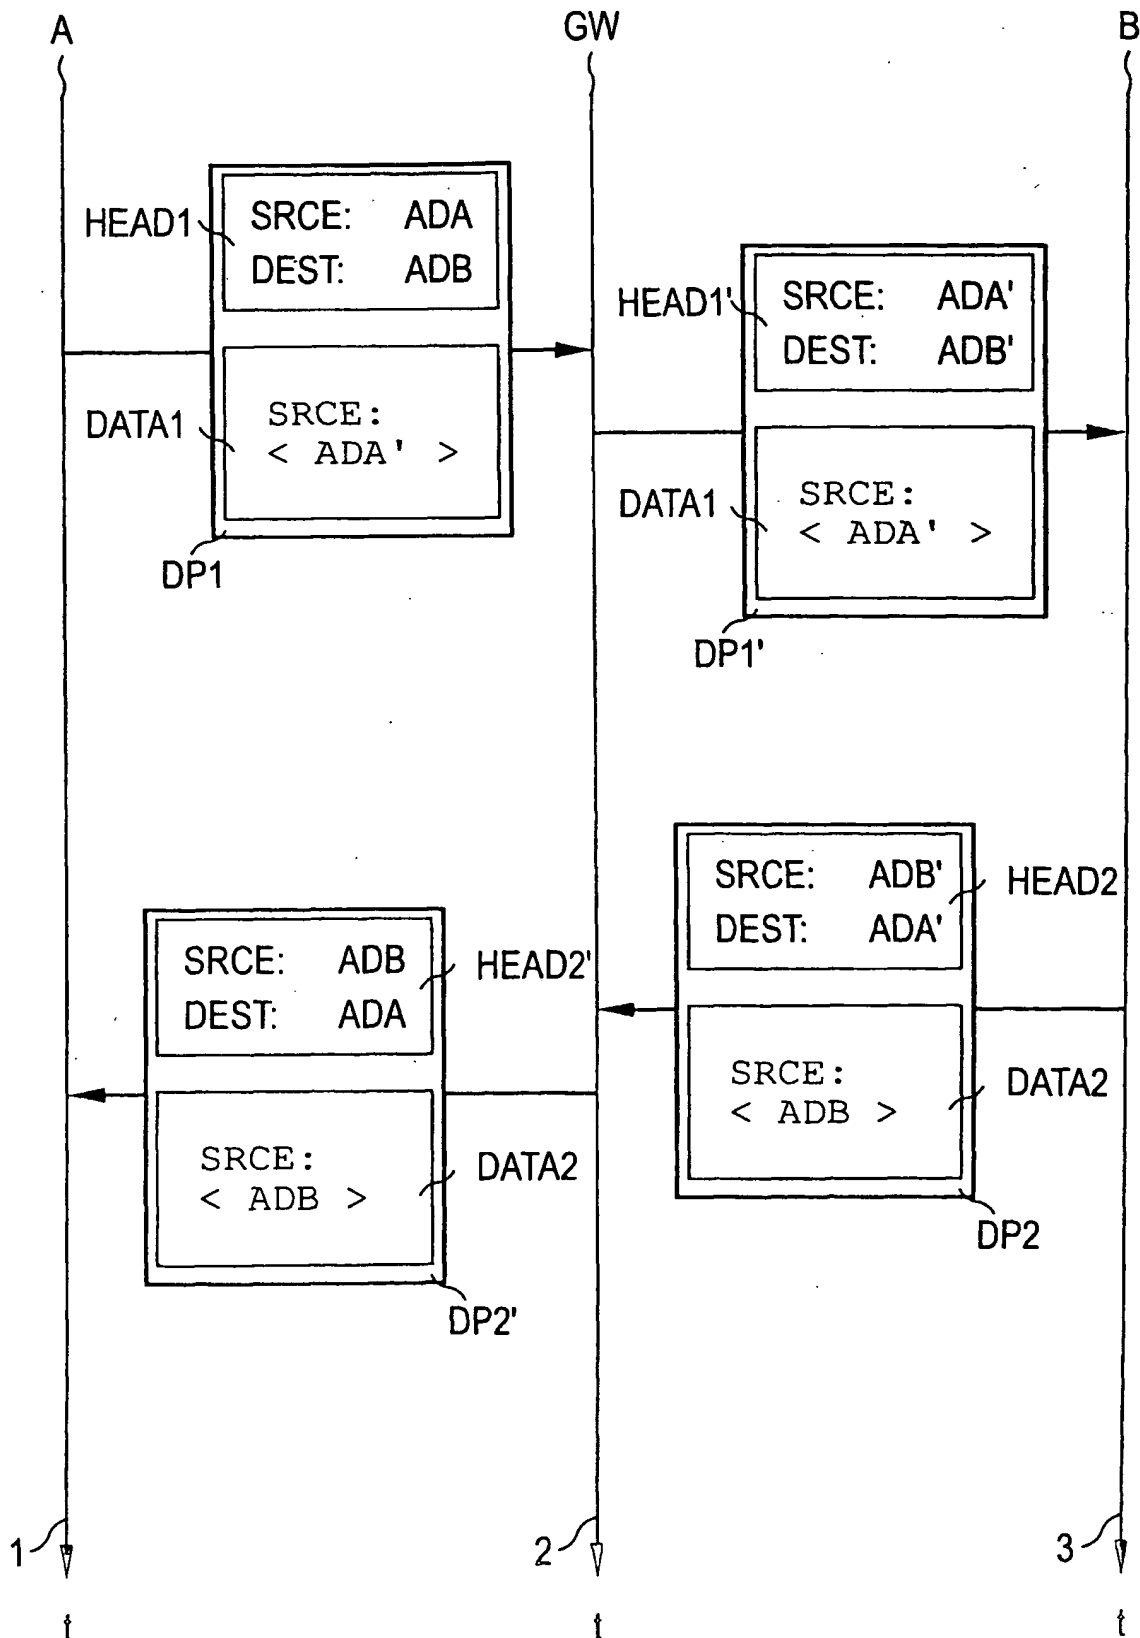 A
GW
B
HEAD1
SRCE: ADA
DEST: ADB
DATA1
SRCE:
< ADA' >
DP1
HEAD1'
SRCE: ADA'
DEST: ADB'
DATA1
SRCE:
< ADA' >
DP1'
SRCE: ADB'
DEST: ADA'
HEAD2
SRCE:
< ADB >
DATA2
DP2
SRCE: ADB
DEST: ADA
HEAD2'
SRCE:
< ADB >
DATA2
DP2'
1
2
3
t
t
t